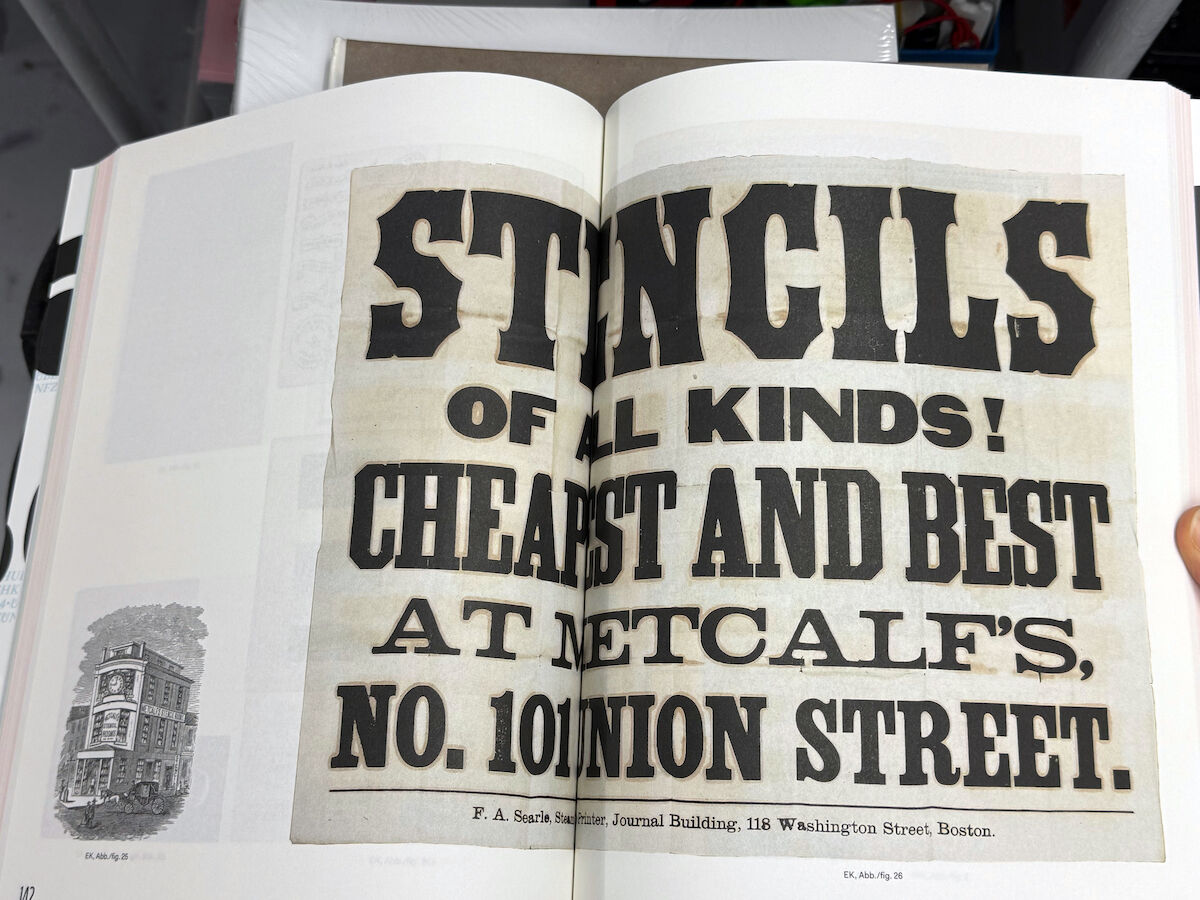 STENCILS
OF ALL KINDS!
CHEAPEST AND BEST
AT METCALF'S,
NO. 101 UNION STREET.
F. A. Searle, Steam Printer, Journal Building, 118 Washington Street, Boston.
EK, Abb./fig. 25
EK, Abb./fig. 26
142